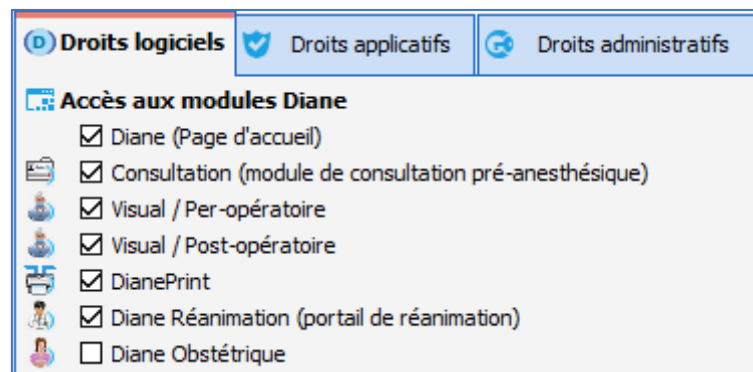 Droits logiciels Droits applicatifs Droits administratifs
Accès aux modules Diane
Diane (Page d'accueil)
Consultation (module de consultation pré-anesthésique)
Visual / Per-opératoire
Visual / Post-opératoire
DianePrint
Diane Réanimation (portail de réanimation)
Diane Obstétrique